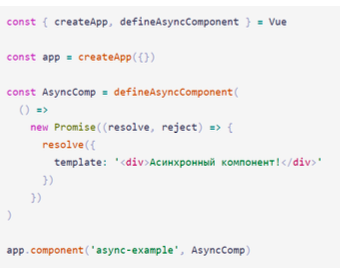 const { createApp, defineAsyncComponent } = Vue
const app = createApp({})
const AsyncComp = defineAsyncComponent(
() =>
new Promise((resolve, reject) => {
resolve({
template: '<div>Асинхронный компонент!</div>'
})
})
)
app.component('async-example', AsyncComp)